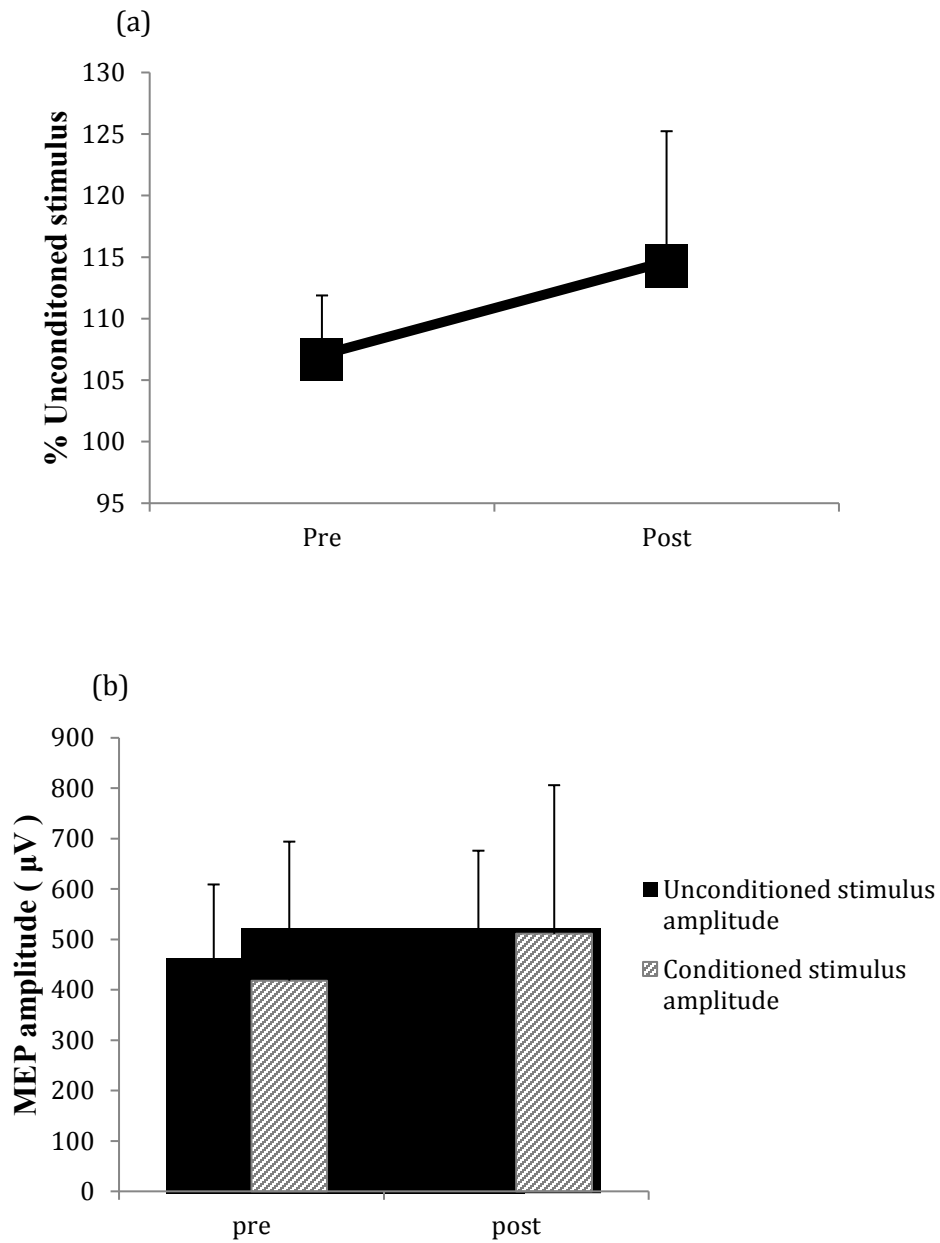 (a)
130
125
120
115
110
105
100
95
% Unconditoned stimulus
Pre
Post
(b)
900
800
700
600
500
400
300
200
100
0
MEP amplitude ( µV )
pre
post
Unconditioned stimulus
amplitude
Conditioned stimulus
amplitude